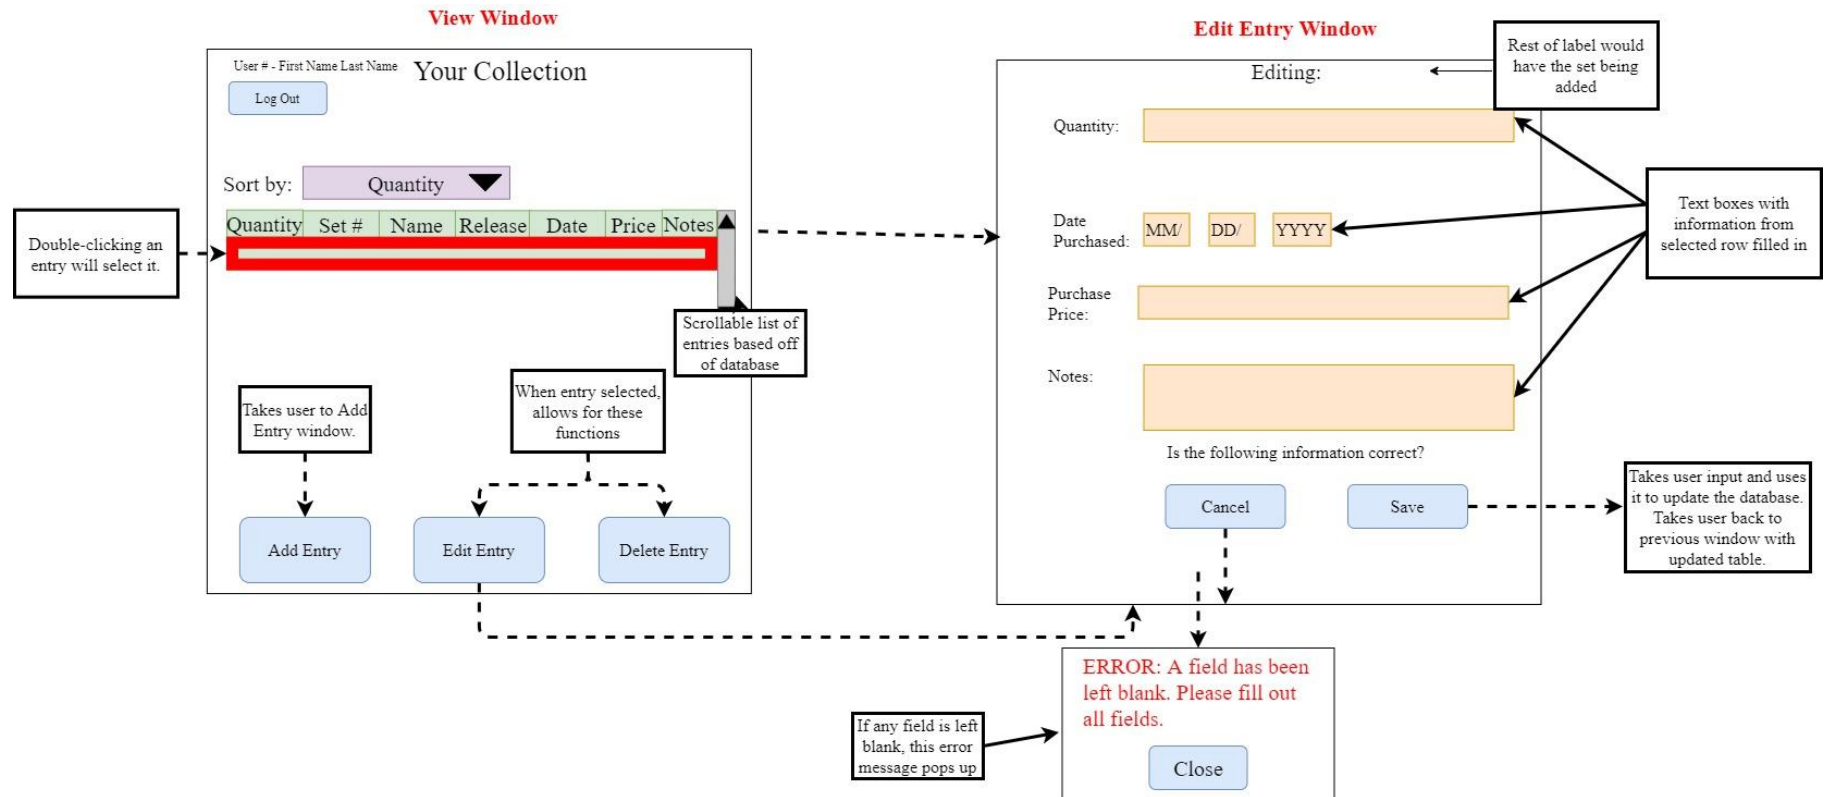 View Window
User # - First Name Last Name
Your Collection
Log Out
Sort by:
Quantity
Quantity
Set #
Name
Release
Date
Price
Notes
Double-clicking an
entry will select it.
Scrollable list of
entries based off
of database
Takes user to Add
Entry window.
When entry selected,
allows for these
functions
Add Entry
Edit Entry
Delete Entry
Edit Entry Window
Editing:
Rest of label would
have the set being
added
Quantity:
Date
Purchased:
MM/
DD/
YYYY
Text boxes with
information from
selected row filled in
Purchase
Price:
Notes:
Is the following information correct?
Cancel
Save
Takes user input and uses
it to update the database.
Takes user back to
previous window with
updated table.
ERROR: A field has been
left blank. Please fill out
all fields.
If any field is left
blank, this error
message pops up
Close